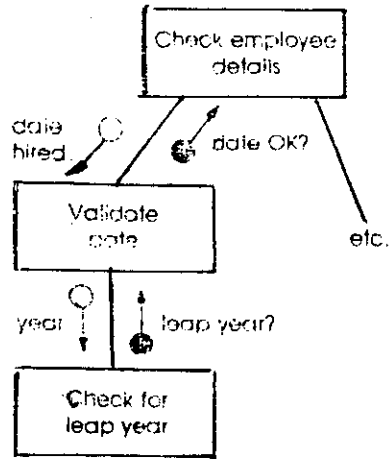 Check employee
details
date
hired
date OK?
Validate
date
etc.
year
leap year?
Check for
leap year